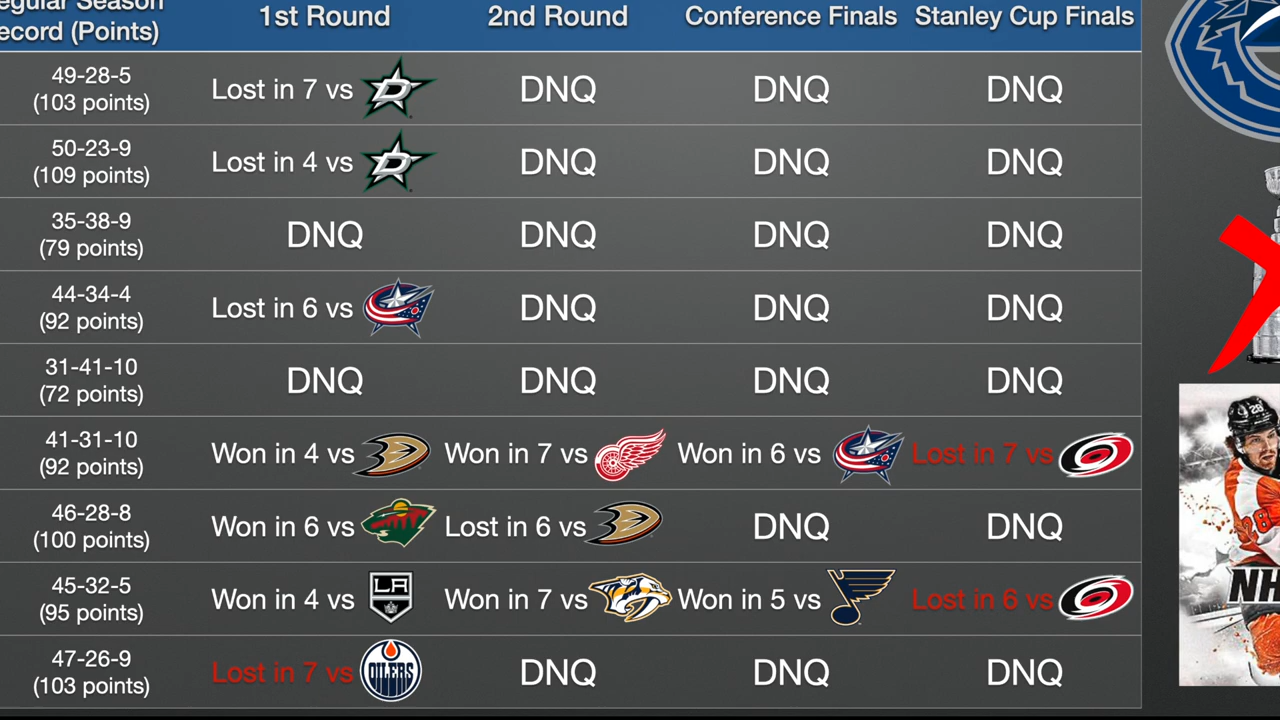 egular Season
ecord (Points)
1st Round
2nd Round
Conference Finals
Stanley Cup Finals
49-28-5
(103 points)
Lost in 7 vs
DNQ
DNQ
DNQ
50-23-9
(109 points)
Lost in 4 vs
DNQ
DNQ
DNQ
35-38-9
(79 points)
DNQ
DNQ
DNQ
DNQ
44-34-4
(92 points)
Lost in 6 vs
DNQ
DNQ
DNQ
31-41-10
(72 points)
DNQ
DNQ
DNQ
DNQ
41-31-10
(92 points)
Won in 4 vs
Won in 7 vs
Won in 6 vs
Lost in 7 vs
46-28-8
(100 points)
Won in 6 vs
Lost in 6 vs
DNQ
DNQ
45-32-5
(95 points)
Won in 4 vs
LA
Won in 7 vs
Won in 5 vs
Lost in 6 vs
47-26-9
(103 points)
Lost in 7 vs
OILERS
DNQ
DNQ
DNQ
28
NH